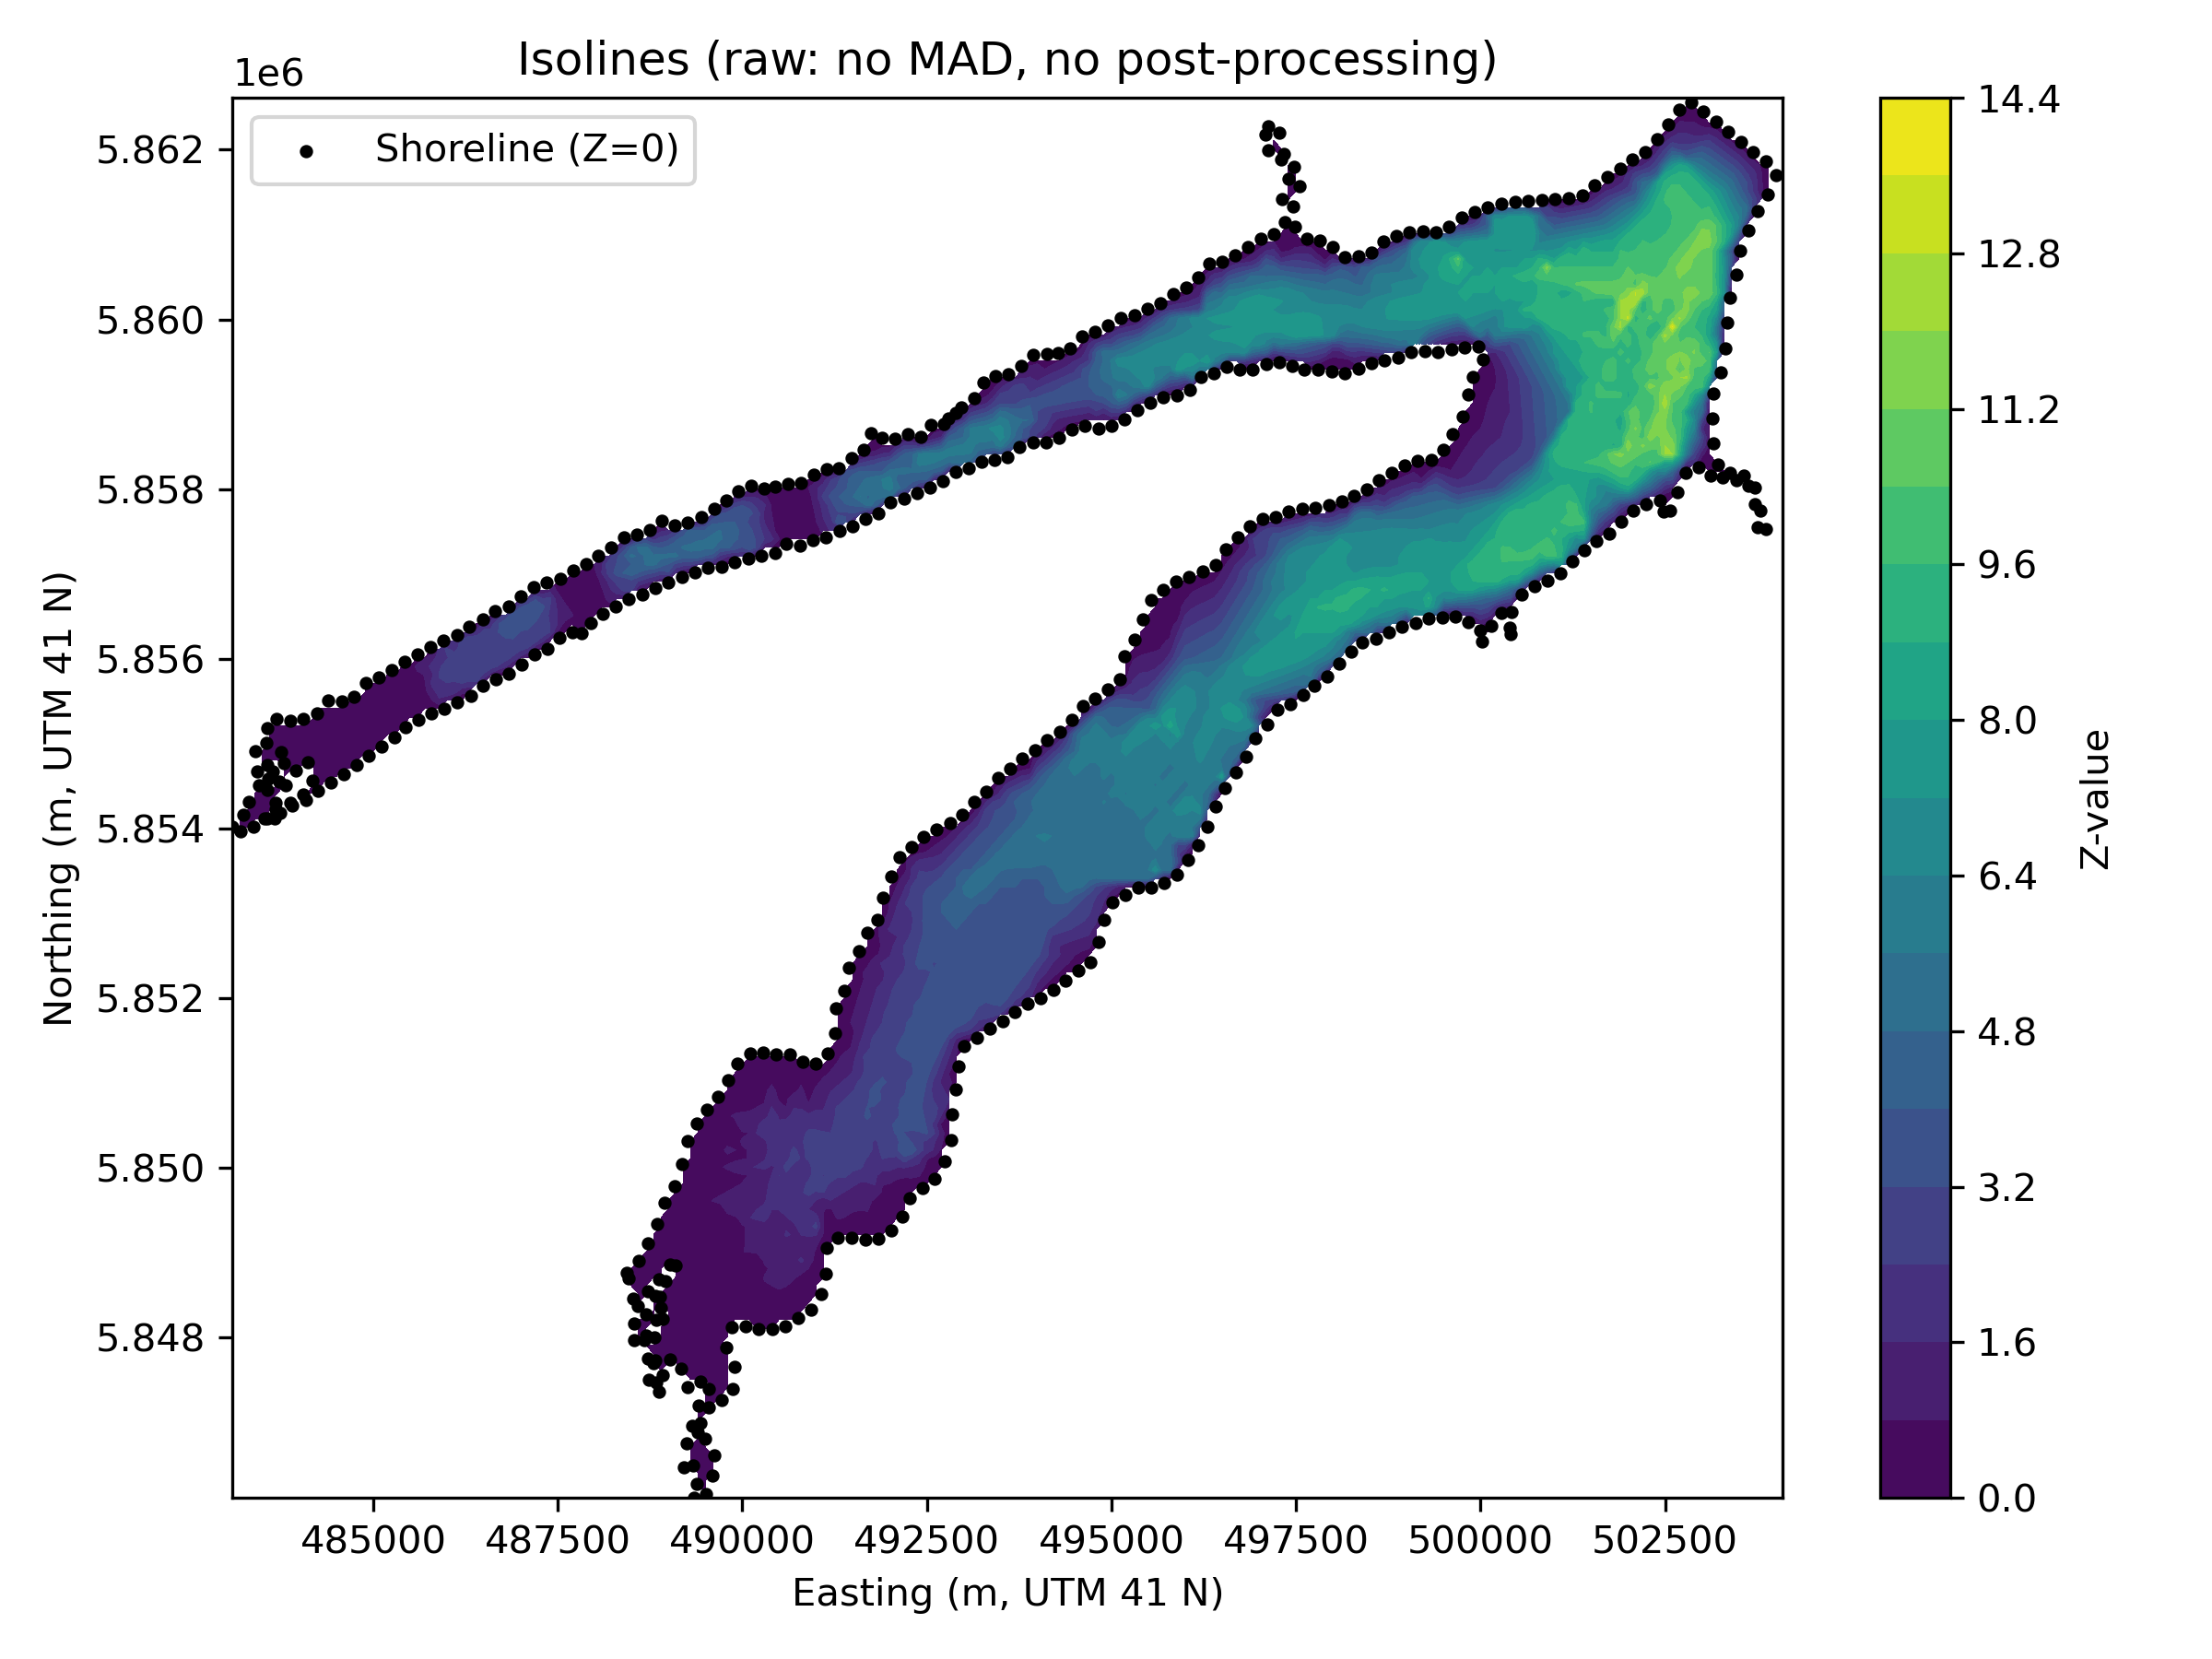 Isolines (raw: no MAD, no post-processing)
1e6
Shoreline (Z=0)
5.862
5.860
5.858
5.856
5.854
5.852
5.850
5.848
Northing (m, UTM 41 N)
485000 487500 490000 492500 495000 497500 500000 502500
Easting (m, UTM 41 N)
14.4
12.8
11.2
9.6
8.0
6.4
4.8
3.2
1.6
0.0
Z-value